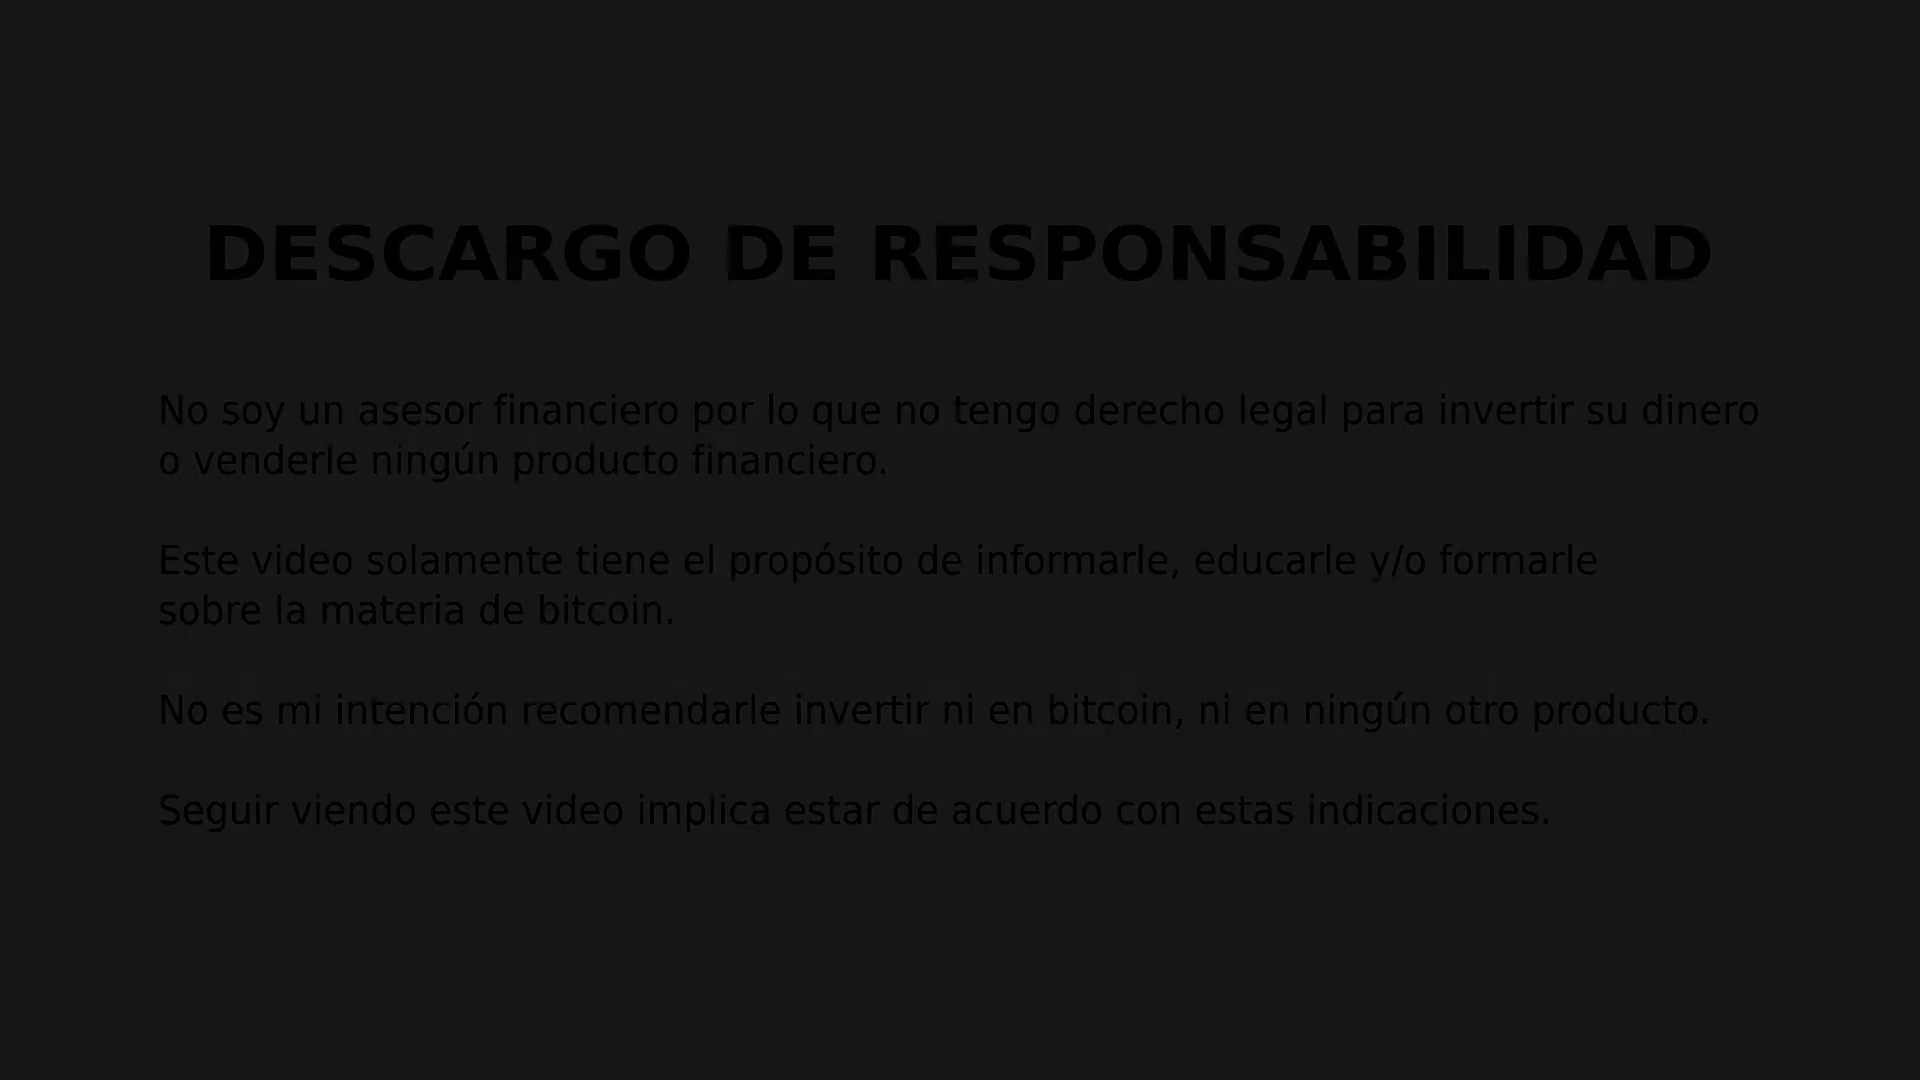 DESCARGO DE RESPONSABILIDAD
No soy un asesor financiero por lo que no tengo derecho legal para invertir su dinero
o venderle ningún producto financiero.
Este video solamente tiene el propósito de informarle, educarle y/o formarle
sobre la materia de bitcoin.
No es mi intención recomendarle invertir ni en bitcoin, ni en ningún otro producto.
Seguir viendo este video implica estar de acuerdo con estas indicaciones.